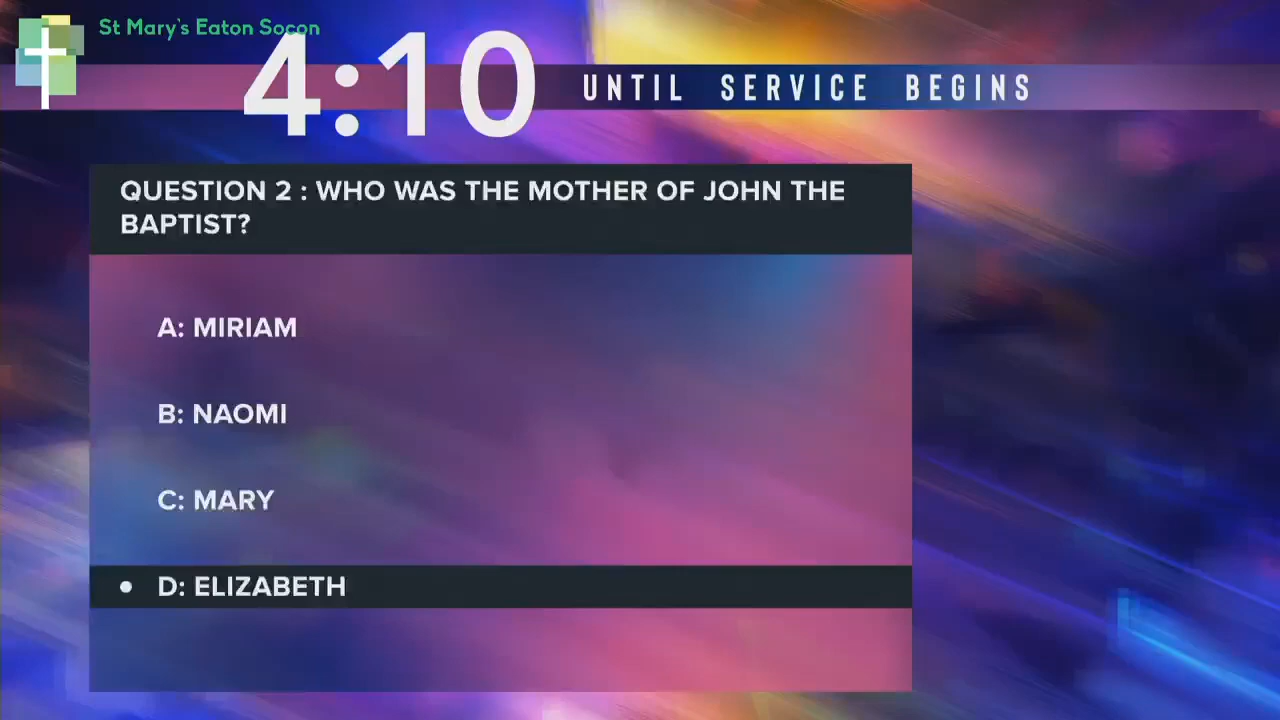 St Mary's Eaton Socon
4:10 UNTIL SERVICE BEGINS
QUESTION 2 : WHO WAS THE MOTHER OF JOHN THE
BAPTIST?
A: MIRIAM
B: NAOMI
C: MARY
• D: ELIZABETH